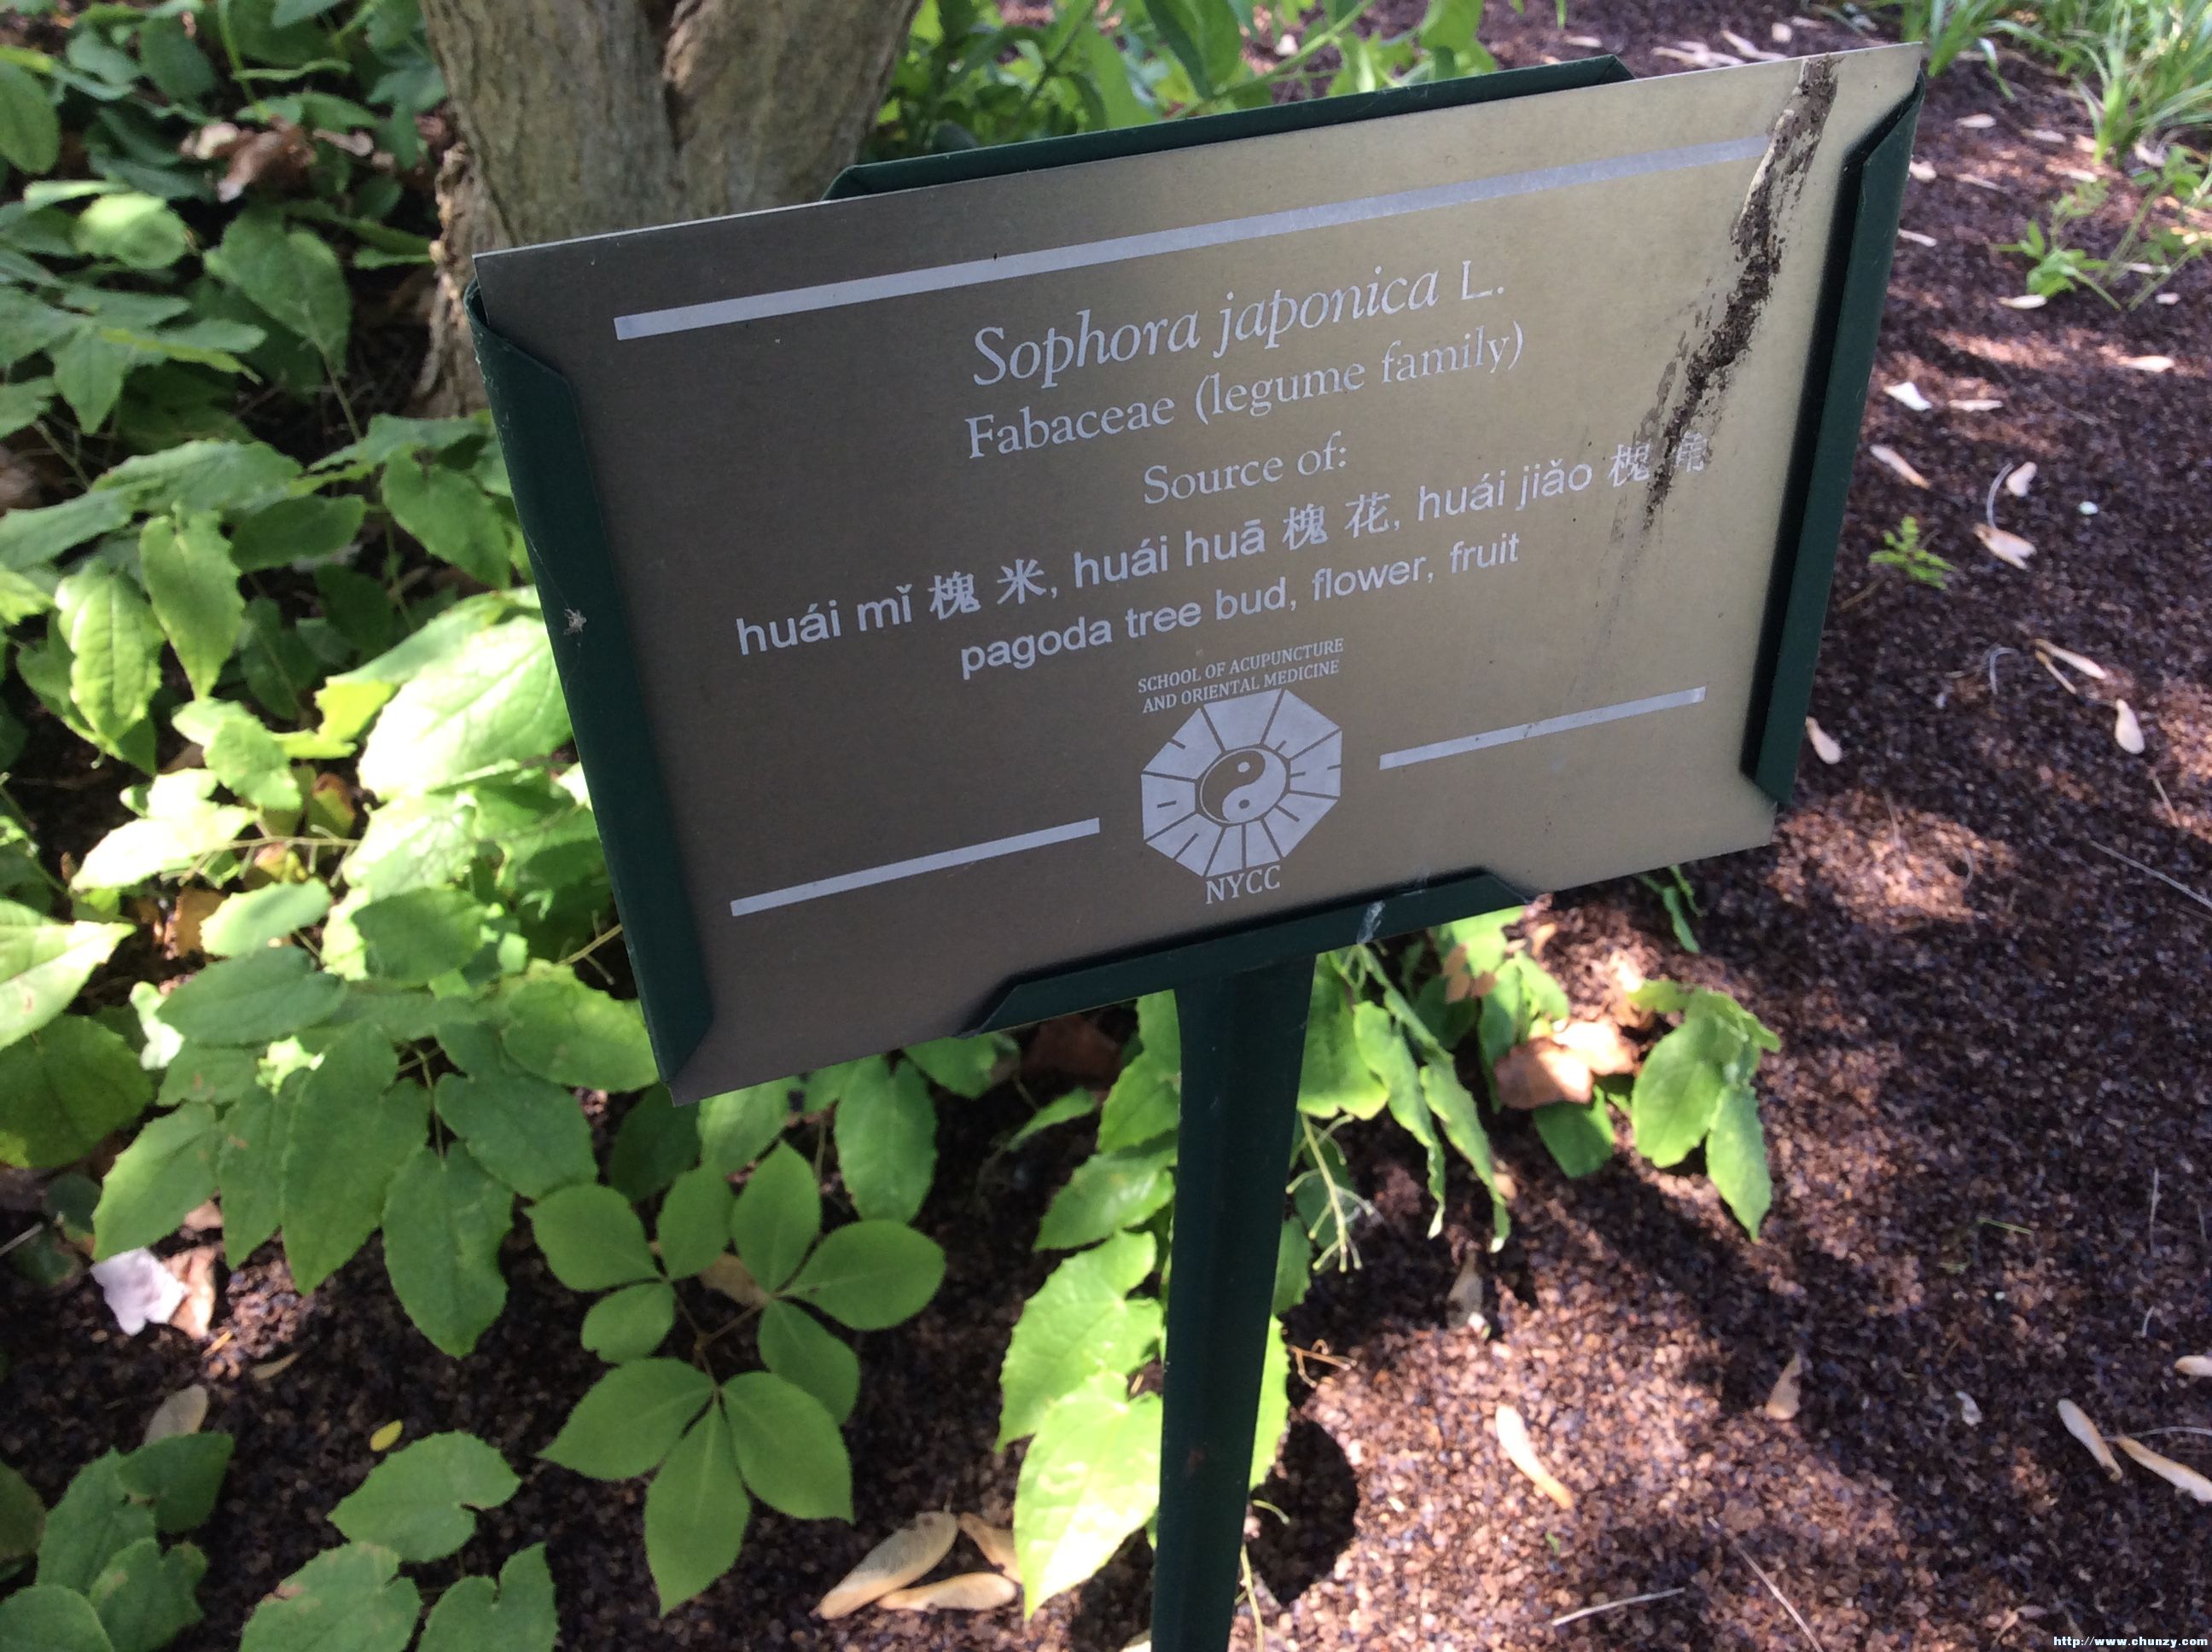 Sophora japonica L.
Fabaceae (legume family)
Source of:
huái mǐ 槐 米, huái huā 槐 花, huái jiǎo 槐 角
pagoda tree bud, flower, fruit
SCHOOL OF ACUPUNCTURE
AND ORIENTAL MEDICINE
NYCC
http://www.chunzy.com